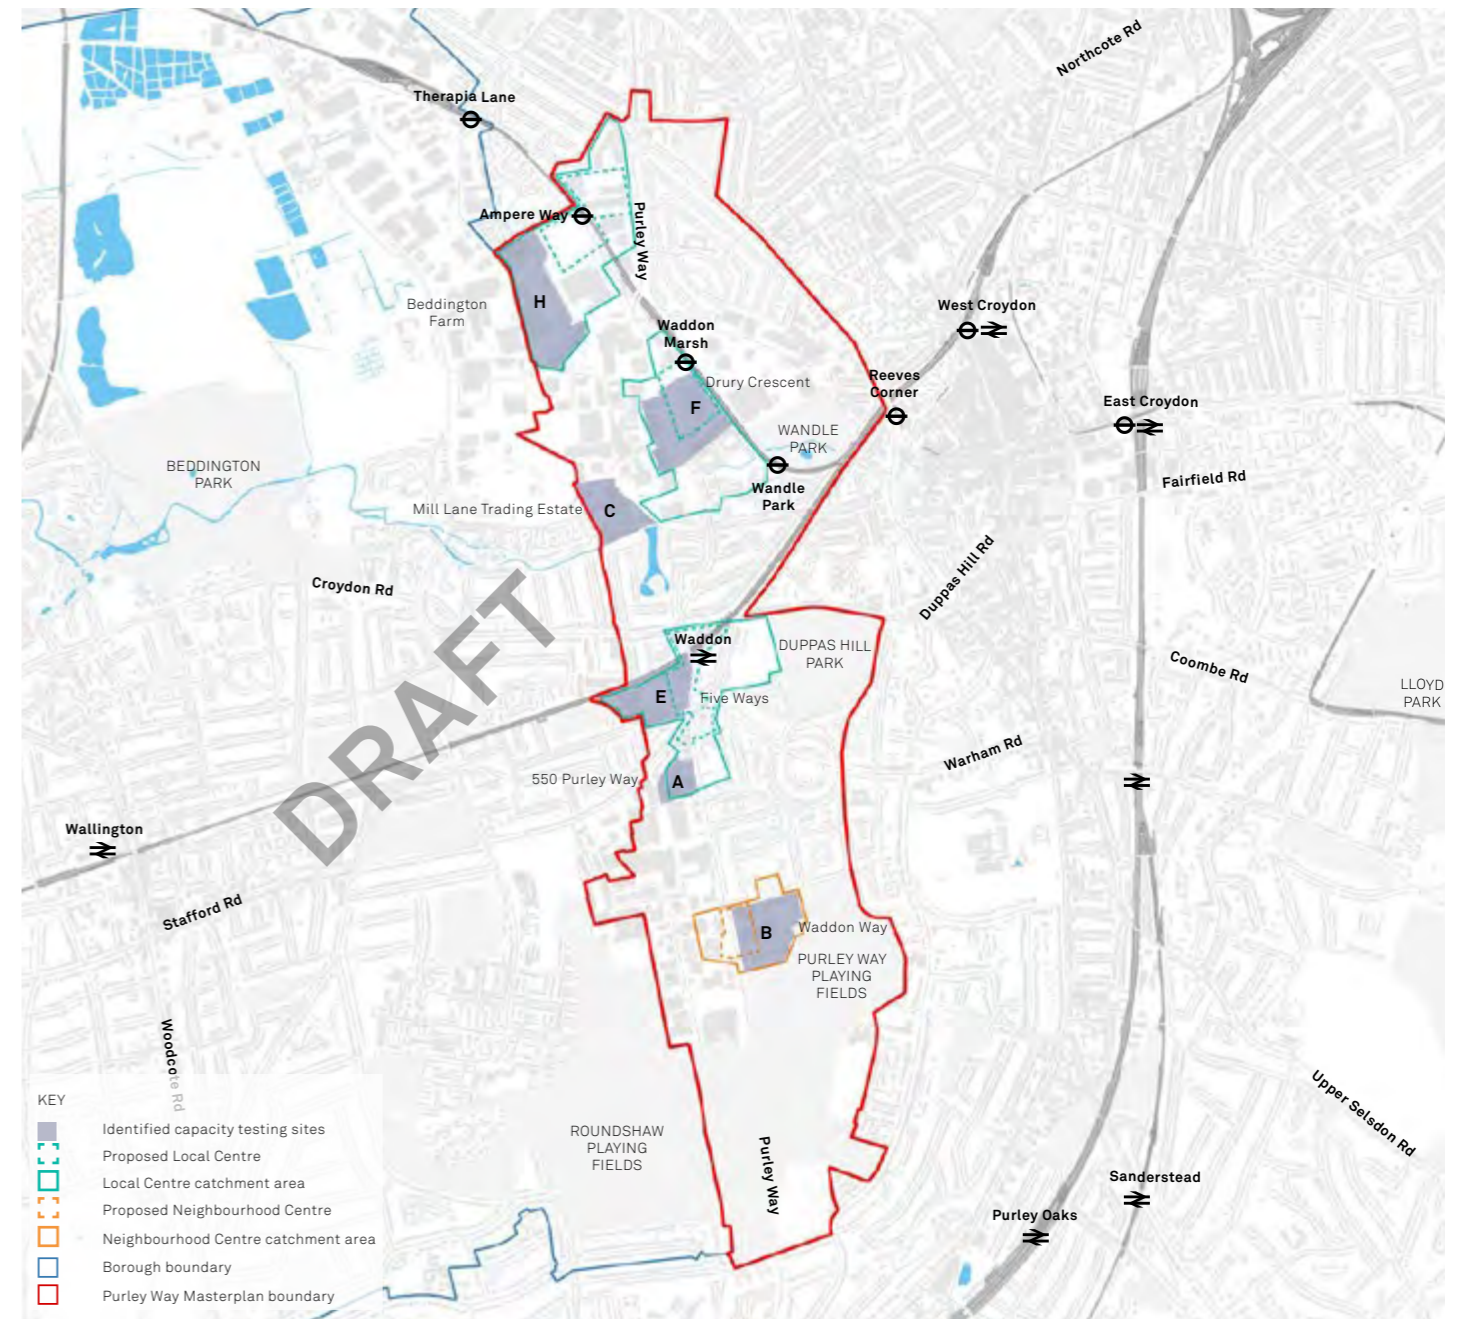 Northcote Rd
Therapia Lane
Ampere Way
Purley Way
Beddington
Farm
H
Waddon
Marsh
West Croydon
Drury Crescent
Reeves
Corner
F
East Croydon
WANDLE
PARK
BEDDINGTON
PARK
Wandle
Park
Fairfield Rd
Mill Lane Trading Estate
C
Croydon Rd
Duppas Hill Rd
DRAFT
Waddon
DUPPAS HILL
PARK
Coombe Rd
E
Five Ways
LLOYD
PARK
Warham Rd
550 Purley Way
A
Wallington
Stafford Rd
B
Waddon Way
PURLEY WAY
PLAYING
FIELDS
Woodcote Rd
ROUNDSHAW
PLAYING
FIELDS
Purley Way
Upper Selsdon Rd
Sanderstead
Purley Oaks
KEY
Identified capacity testing sites
Proposed Local Centre
Local Centre catchment area
Proposed Neighbourhood Centre
Neighbourhood Centre catchment area
Borough boundary
Purley Way Masterplan boundary